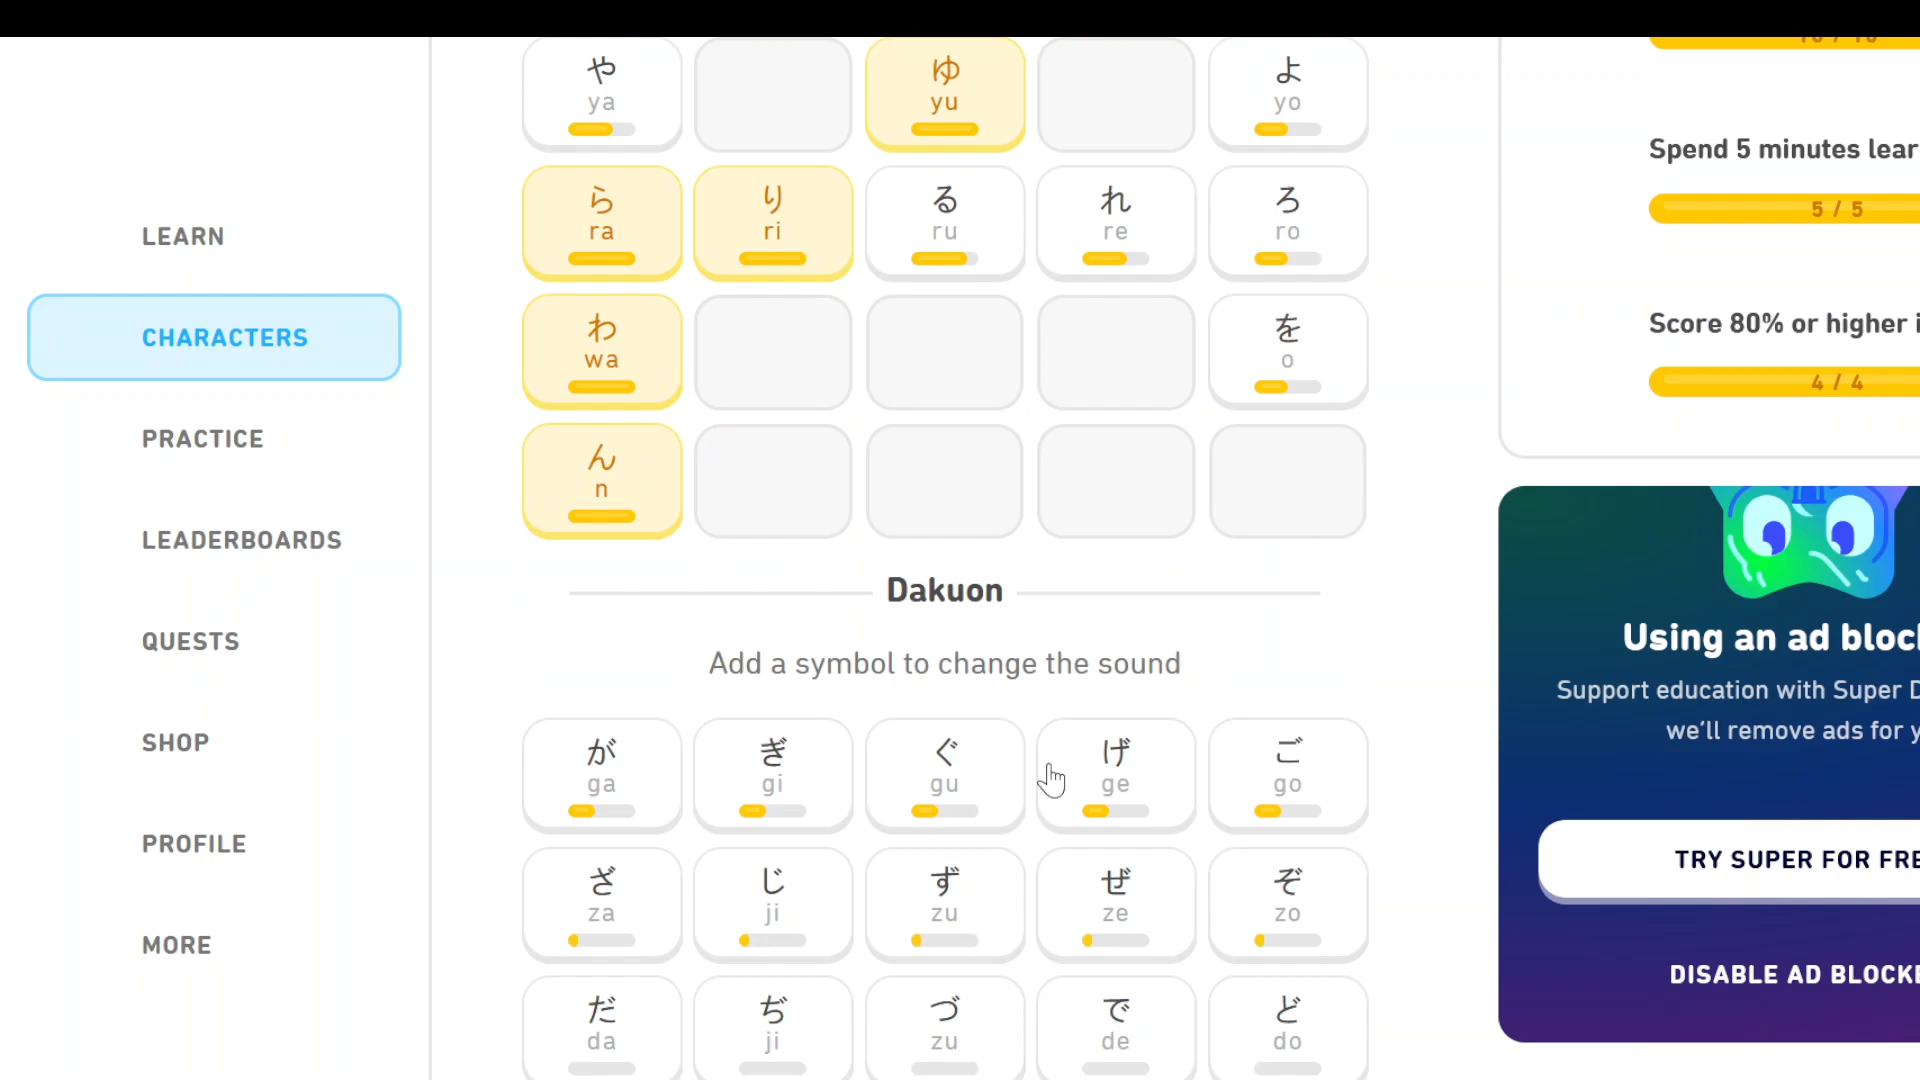 LEARN
CHARACTERS
PRACTICE
LEADERBOARDS
QUESTS
SHOP
PROFILE
MORE
や ゆ よ
ya yu yo
ら り る れ ろ
ra ri ru re ro
わ を
wa o
ん
n
Dakuon
Add a symbol to change the sound
が ぎ ぐ げ ご
ga gi gu ge go
ざ じ ず ぜ ぞ
za ji zu ze zo
だ ぢ づ で ど
da ji zu de do
Spend 5 minutes lear
5 / 5
Score 80% or higher i
4 / 4
Using an ad block
Support education with Super D
we'll remove ads for y
TRY SUPER FOR FRE
DISABLE AD BLOCKE